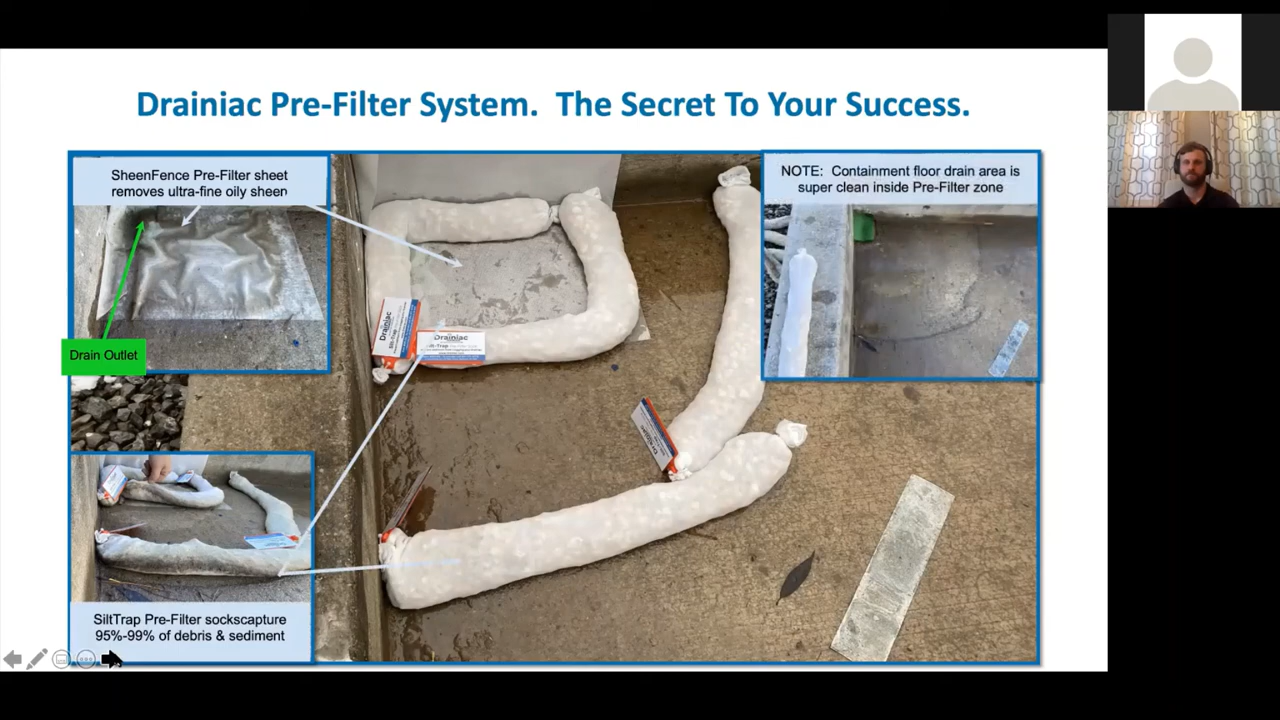 Drainiac Pre-Filter System. The Secret To Your Success.
SheenFence Pre-Filter sheet
removes ultra-fine oily sheen
NOTE: Containment floor drain area is
super clean inside Pre-Filter zone
Drain Outlet
Drainiac
Drainiac
SiltTrap Pre-Filter sockscapture
95%-99% of debris & sediment